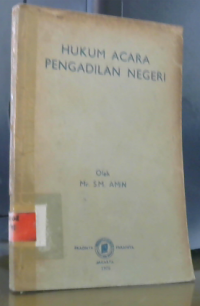 HUKUM ACARA
PENGADILAN NEGERI
Oleh
Mr. S.M. AMIN